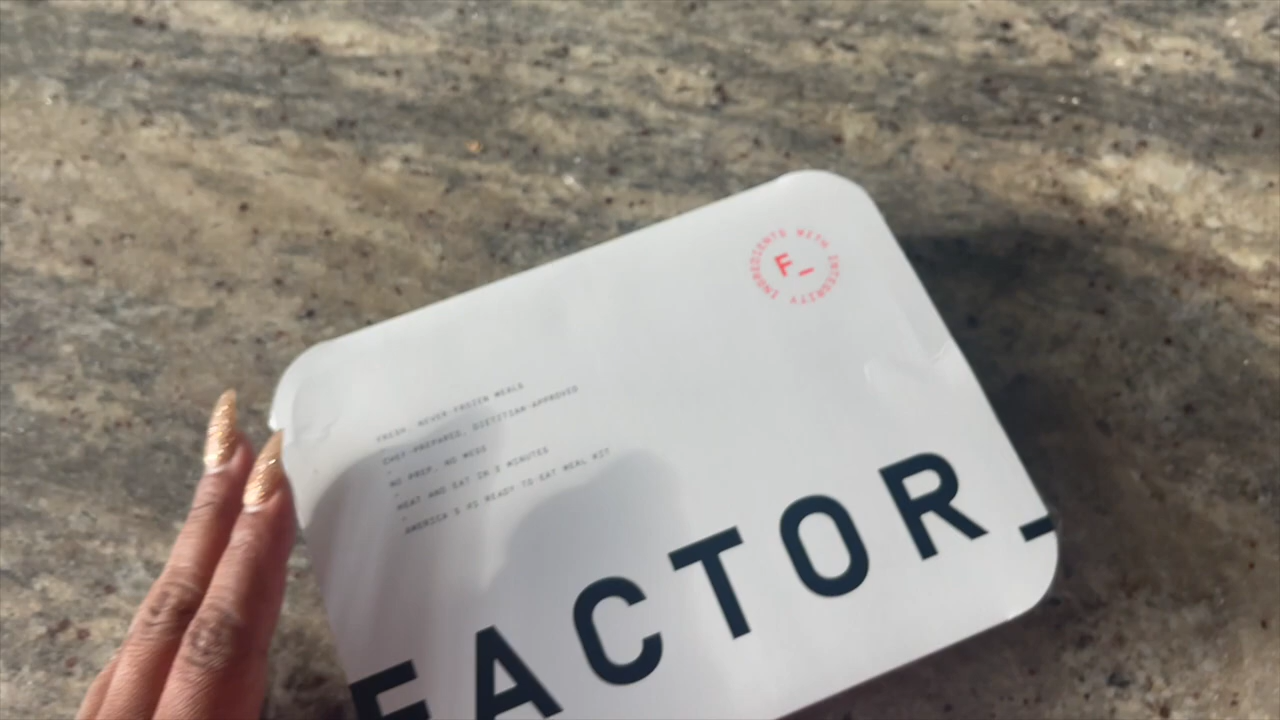 INGREDIENTS WITH INTEGRITY
F_
FRESH, NEVER FROZEN MEALS
CHEF-PREPARED, DIETITIAN-APPROVED
NO PREP, NO MESS
HEAT AND EAT IN 2 MINUTES
AMERICA'S #1 READY TO EAT MEAL KIT
FACTOR_